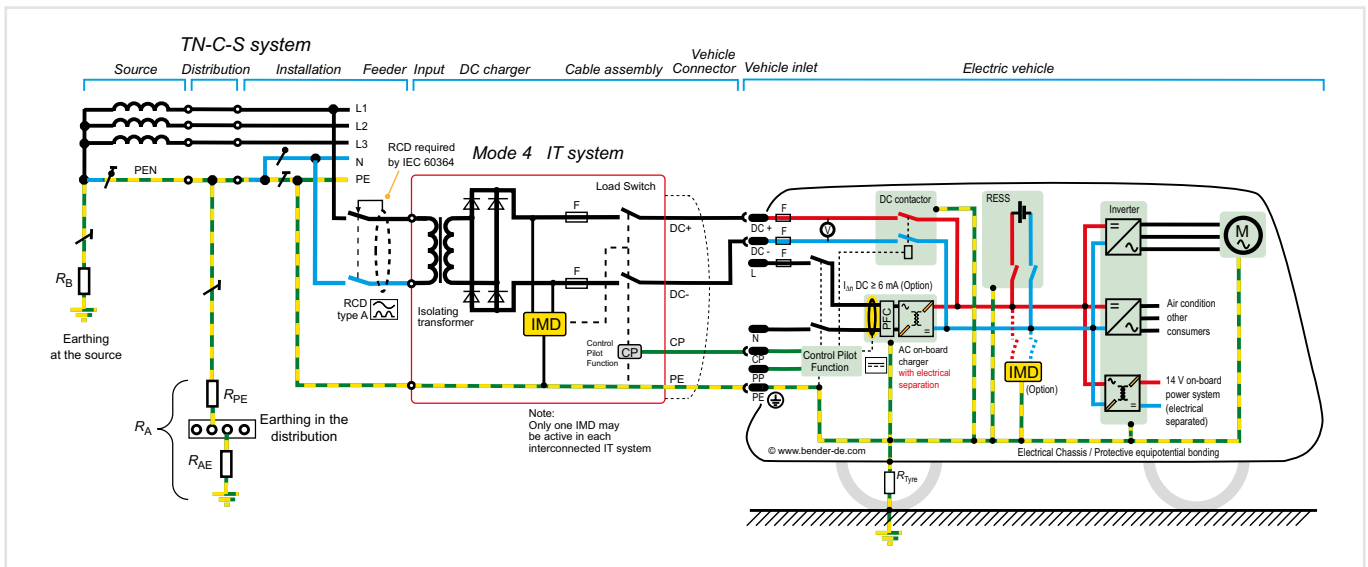 TN-C-S system
Source
Distribution
Installation
Feeder
Input
DC charger
Cable assembly
Vehicle
Connector
Vehicle inlet
Electric vehicle
L1
L2
L3
N
PE
PEN
RCD required
by IEC 60364
Mode 4 IT system
Load Switch
F
DC+
F
DC-
RCD
type A
Isolating
transformer
IMD
Control
Pilot
Function
CP
CP
PE
Note:
Only one IMD may
be active in each
interconnected IT system
RB
Earthing
at the source
RA
RPE
Earthing in the
distribution
RAE
F
DC +
F
DC -
F
L
N
CP
PP
PE
V
DC contactor
RESS
Inverter
M
I∆n DC ≥ 6 mA (Option)
PFC
Control Pilot
Function
AC on-board
charger
with electrical
separation
IMD
(Option)
Air condition
other
consumers
14 V on-board
power system
(electrical
separated)
© www.bender-de.com
Electrical Chassis / Protective equipotential bonding
RTyre